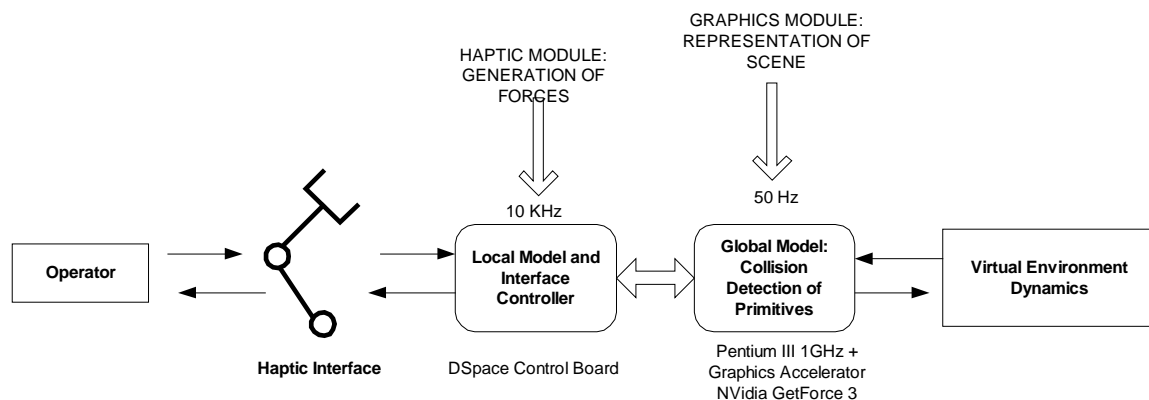 GRAPHICS MODULE:
REPRESENTATION OF
SCENE
HAPTIC MODULE:
GENERATION OF
FORCES
10 KHz
50 Hz
Operator
Haptic Interface
Local Model and
Interface
Controller
DSpace Control Board
Global Model:
Collision
Detection of
Primitives
Pentium III 1GHz +
Graphics Accelerator
NVidia GetForce 3
Virtual Environment
Dynamics